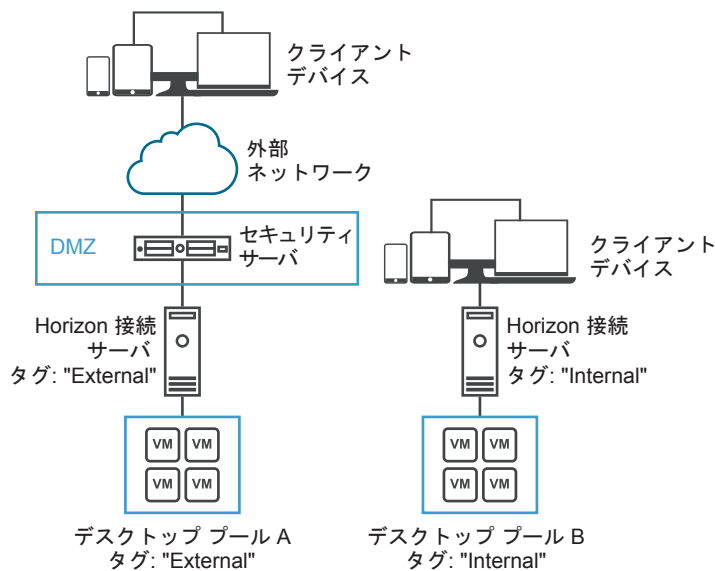 クライアント
デバイス
外部
ネットワーク
DMZ
セキュリティ
サーバ
クライアント
デバイス
Horizon 接続
サーバ
タグ: "External"
Horizon 接続
サーバ
タグ: "Internal"
VM VM
VM VM
VM VM
VM VM
デスクトップ プール A
タグ: "External"
デスクトップ プール B
タグ: "Internal"